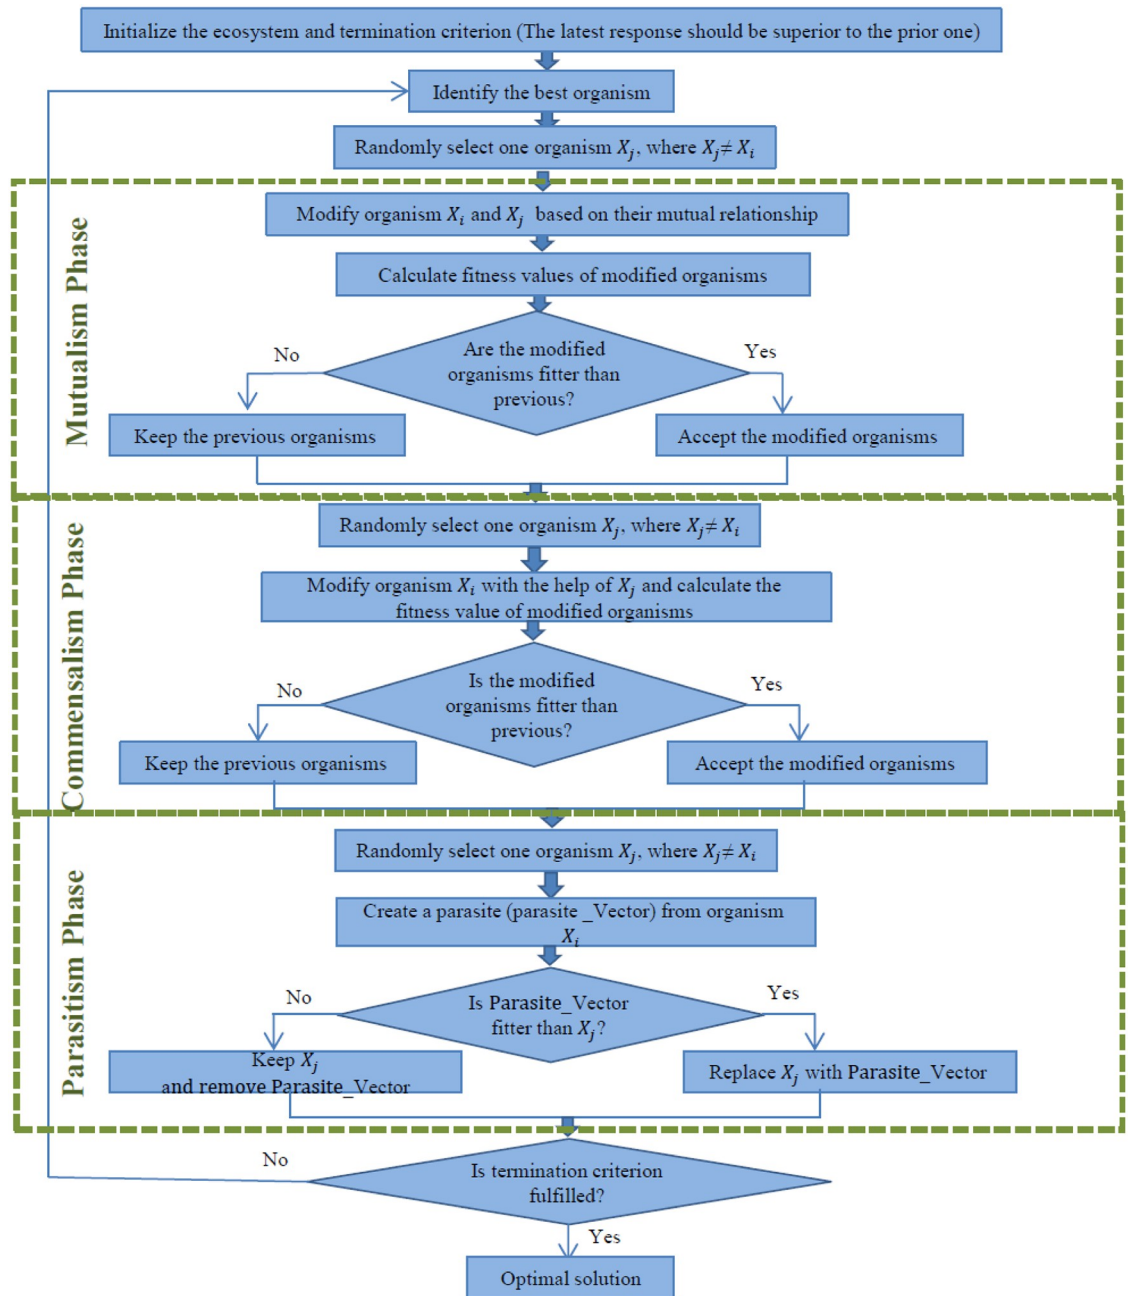 Initialize the ecosystem and termination criterion (The latest response should be superior to the prior one)
Identify the best organism
Randomly select one organism Xj, where Xj≠ Xi
Mutualism Phase
Modify organism Xi and Xj based on their mutual relationship
Calculate fitness values of modified organisms
Are the modified
organisms fitter than
previous?
No
Yes
Keep the previous organisms
Accept the modified organisms
Commensalism Phase
Randomly select one organism Xj, where Xj≠ Xi
Modify organism Xi with the help of Xj and calculate the
fitness value of modified organisms
Is the modified
organisms fitter than
previous?
No
Yes
Keep the previous organisms
Accept the modified organisms
Parasitism Phase
Randomly select one organism Xj, where Xj≠ Xi
Create a parasite (parasite _Vector) from organism
Xi
Is Parasite_Vector
fitter than Xj?
No
Yes
Keep Xj
and remove Parasite_Vector
Replace Xj with Parasite_Vector
Is termination criterion
fulfilled?
No
Yes
Optimal solution